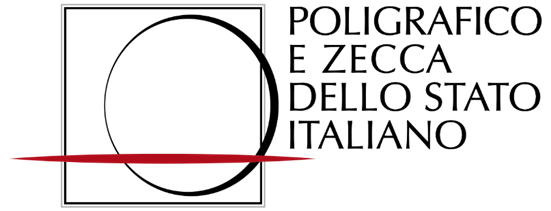 POLIGRAFICO
E ZECCA
DELLO STATO
ITALIANO